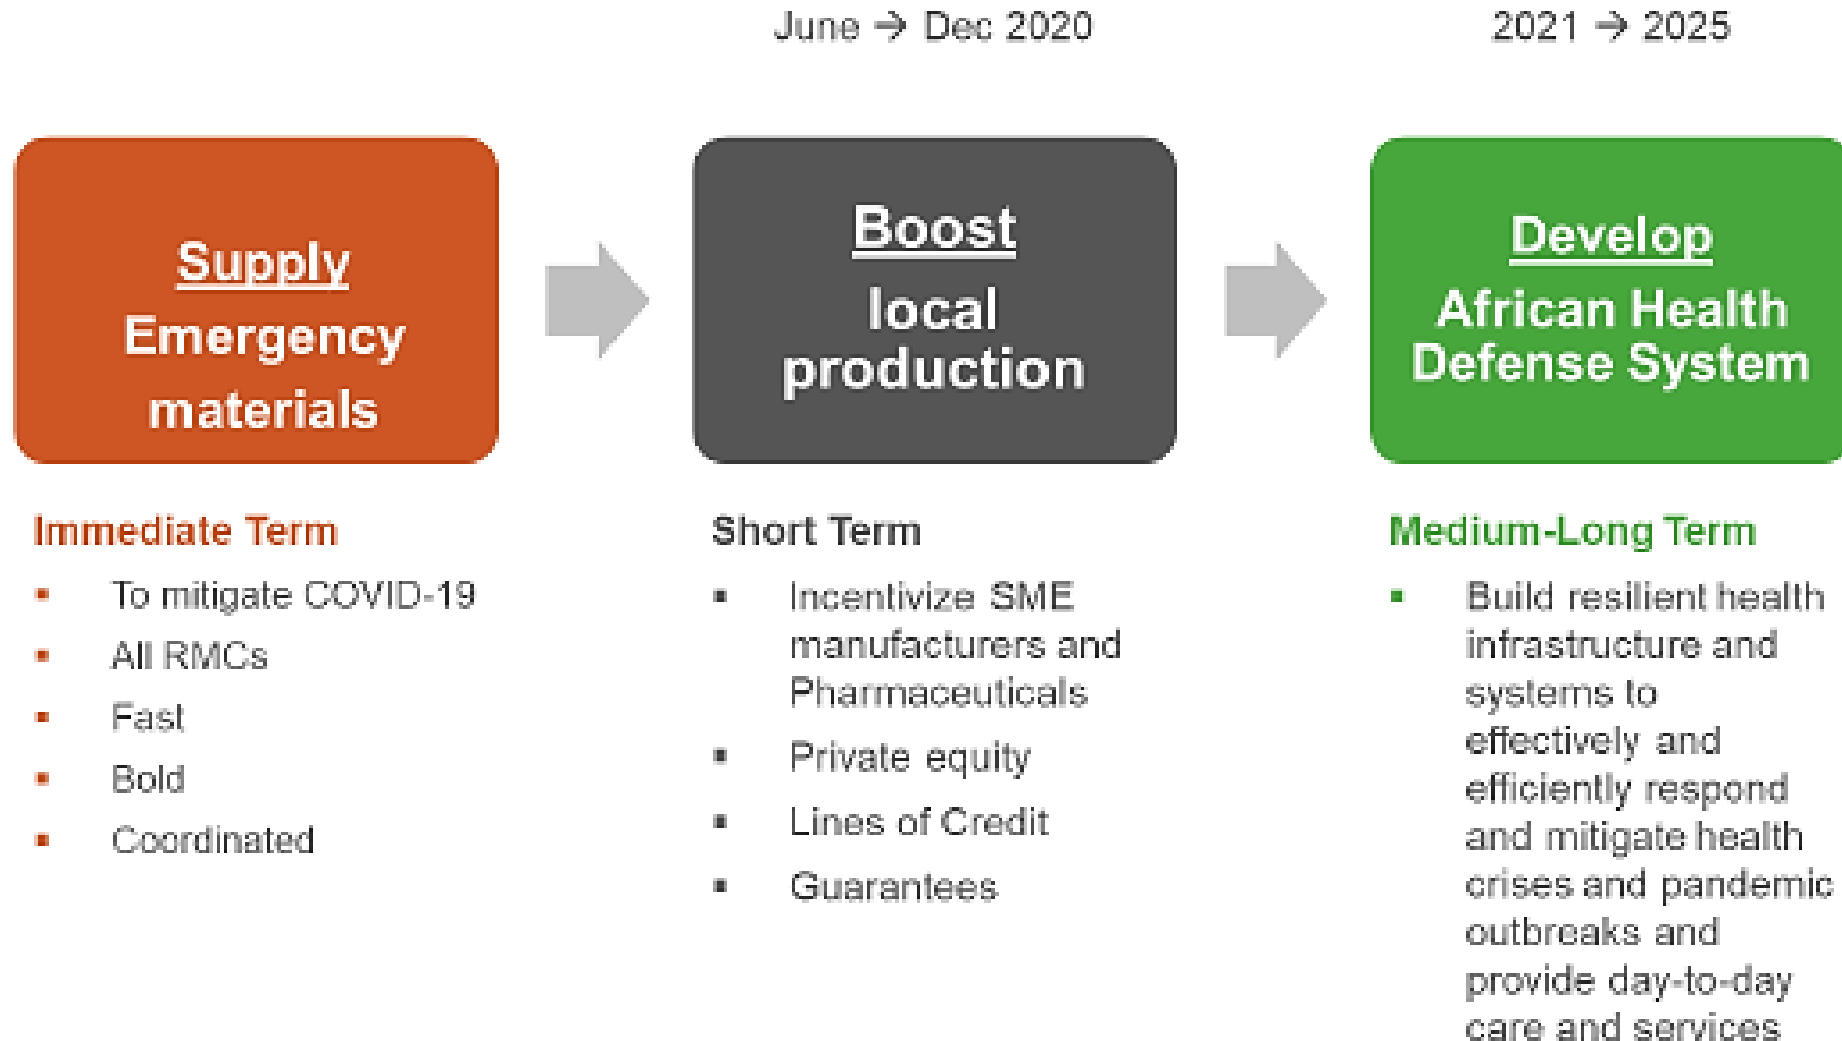 June → Dec 2020
2021 → 2025
Supply
Emergency
materials
Boost
local
production
Develop
African Health
Defense System
Immediate Term
▪ To mitigate COVID-19
▪ All RMCs
▪ Fast
▪ Bold
▪ Coordinated
Short Term
▪ Incentivize SME
manufacturers and
Pharmaceuticals
▪ Private equity
▪ Lines of Credit
▪ Guarantees
Medium-Long Term
▪ Build resilient health
infrastructure and
systems to
effectively and
efficiently respond
and mitigate health
crises and pandemic
outbreaks and
provide day-to-day
care and services